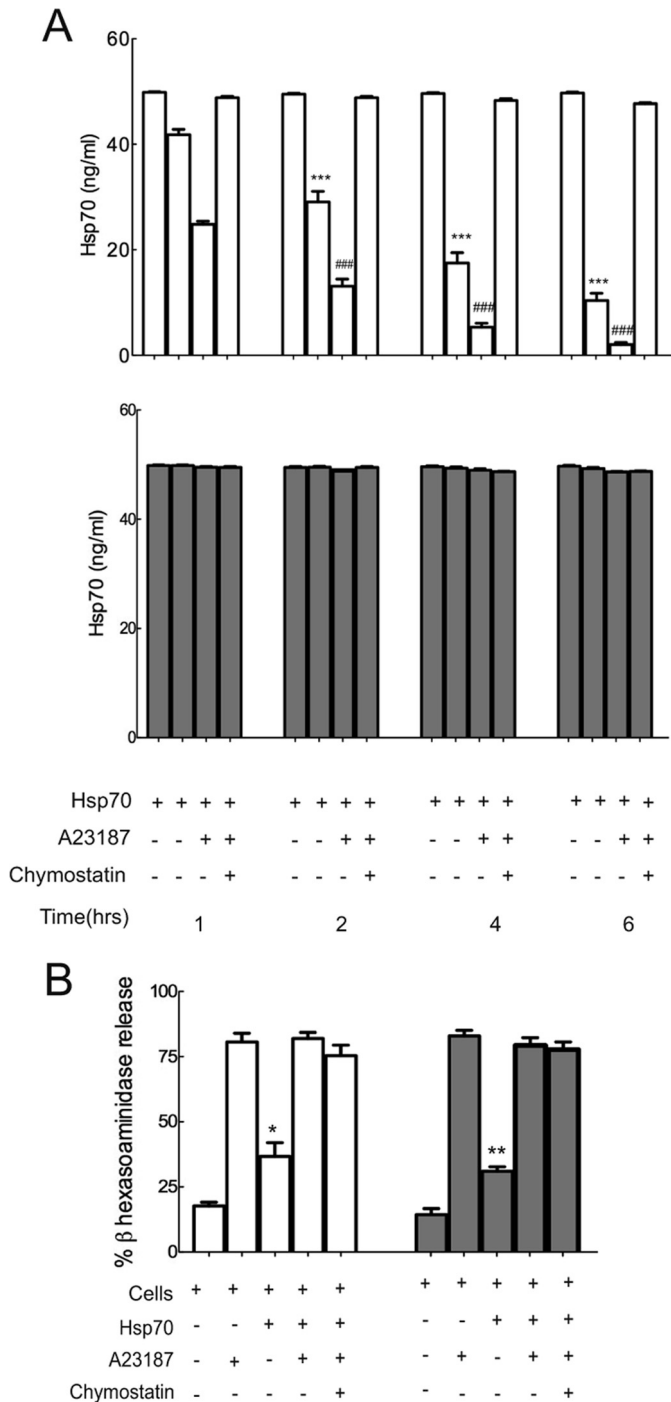 A
60
40
20
0
Hsp70 (ng/ml)
***
###
***
###
***
###
60
40
20
0
Hsp70 (ng/ml)
Hsp70 + + + + + + + + + + + + + + + +
A23187 - - + + - - + + - - + + - - + +
Chymostatin - - - + - - - + - - - + - - - +
Time(hrs) 1 2 4 6
B
100
75
50
25
0
% β hexasoaminidase release
*
**
Cells + + + + + + + + + +
Hsp70 - - + + + - - + + +
A23187 - + - + + - + - + +
Chymostatin - - - - + - - - - +